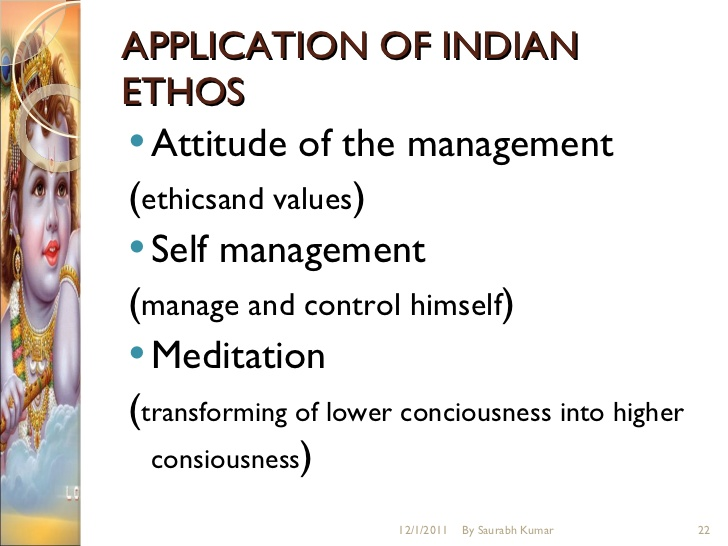 APPLICATION OF INDIAN
ETHOS
• Attitude of the management
(ethicsand values)
• Self management
(manage and control himself)
• Meditation
(transforming of lower conciousness into higher
consiousness)
12/1/2011 By Saurabh Kumar 22